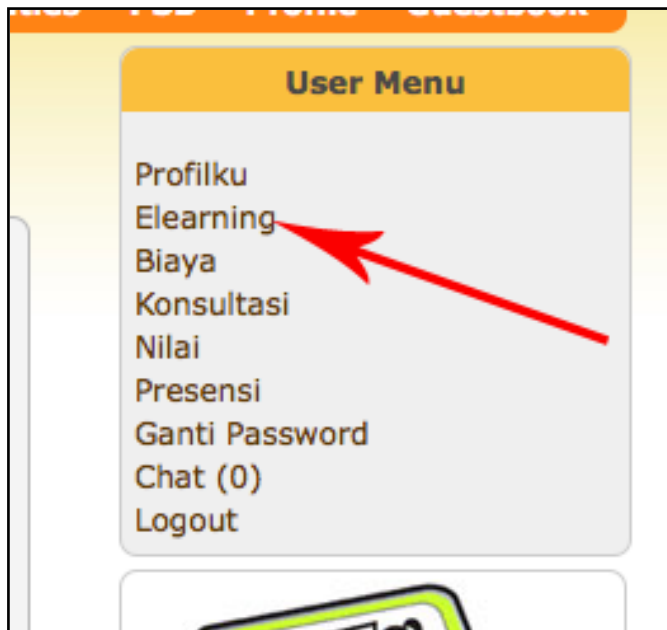 User Menu
Profilku
Elearning
Biaya
Konsultasi
Nilai
Presensi
Ganti Password
Chat (0)
Logout